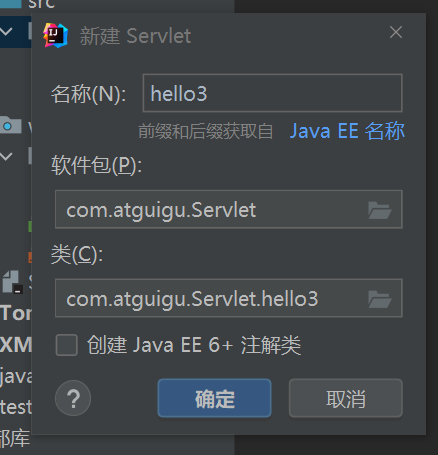 src
新建 Servlet
名称(N): hello3
前缀和后缀获取自 Java EE 名称
软件包(P):
com.atguigu.Servlet
类(C):
com.atguigu.Servlet.hello3
创建 Java EE 6+ 注解类
Tor
XM
java
test
? 确定 取消
部库